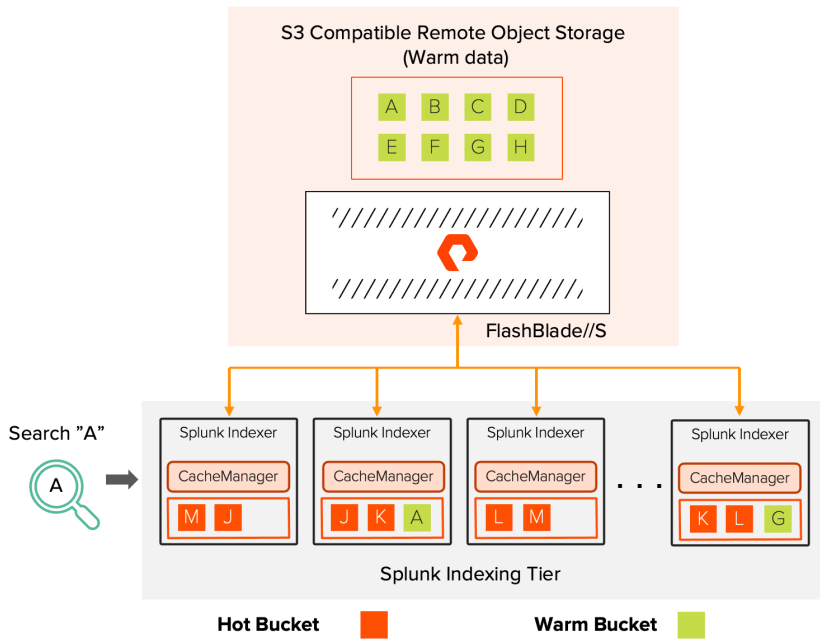 S3 Compatible Remote Object Storage
(Warm data)
A B C D
E F G H
FlashBlade//S
Search ”A”
A
Splunk Indexer
CacheManager
M J
Splunk Indexer
CacheManager
J K A
Splunk Indexer
CacheManager
L M
. . .
Splunk Indexer
CacheManager
K L G
Splunk Indexing Tier
Hot Bucket
Warm Bucket